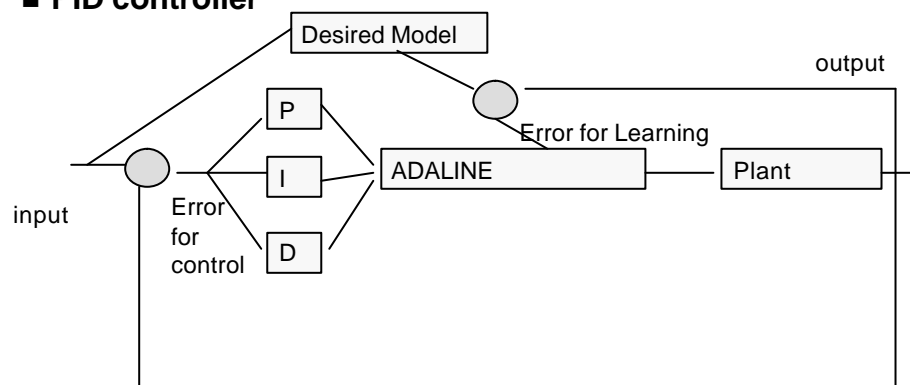 ■ PID controller
Desired Model
output
P
Error for Learning
I
ADALINE
Plant
input
Error
for
control
D